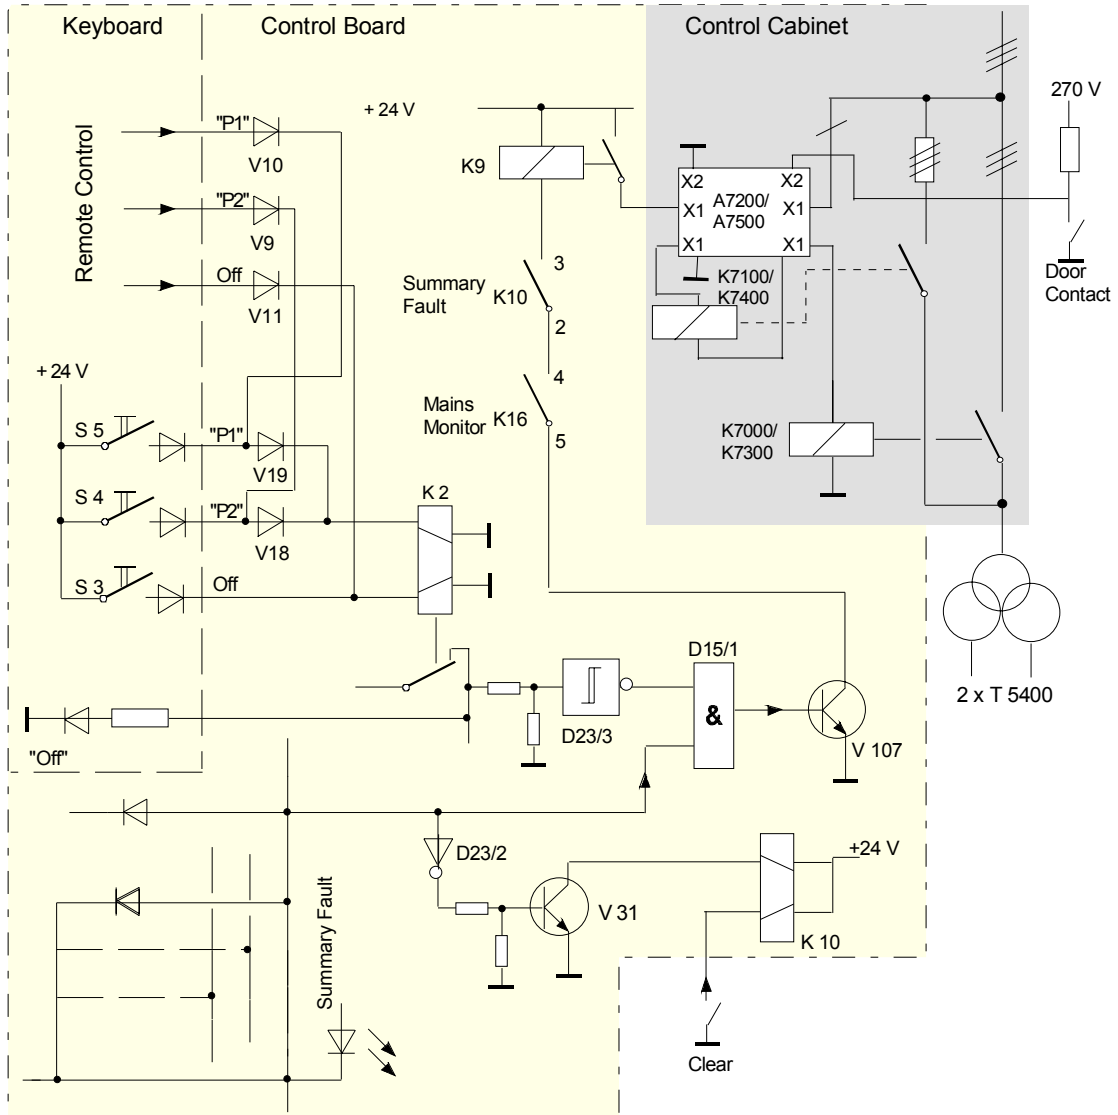 Keyboard
Control Board
Control Cabinet
+ 24 V
270 V
Remote Control
"P1"
V10
K9
X2
X2
A7200/
A7500
X1
X1
X1
X1
"P2"
V9
Off
V11
Summary
Fault
K10
3
2
K7100/
K7400
Door
Contact
+ 24 V
Mains
Monitor
K16
4
5
S 5
"P1"
V19
K7000/
K7300
S 4
"P2"
V18
K 2
S 3
Off
D15/1
&
2 x T 5400
D23/3
V 107
"Off"
D23/2
+24 V
V 31
K 10
Summary Fault
Clear